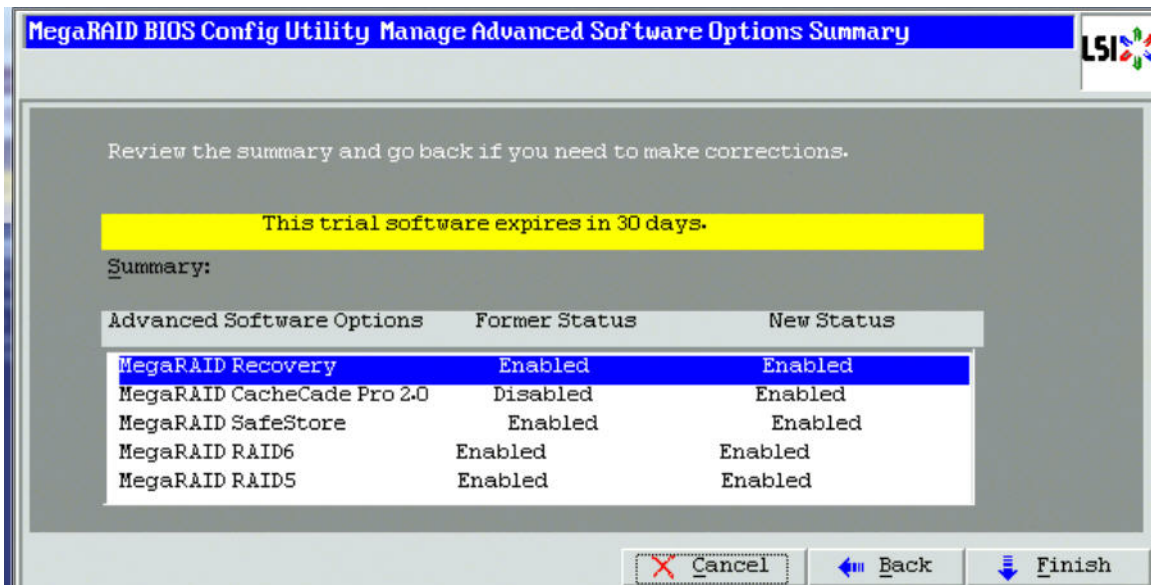 MegaRAID BIOS Config Utility Manage Advanced Software Options Summary
LSI
Review the summary and go back if you need to make corrections.
This trial software expires in 30 days.
Summary:
Advanced Software Options Former Status New Status
MegaRAID Recovery Enabled Enabled
MegaRAID CacheCade Pro 2.0 Disabled Enabled
MegaRAID SafeStore Enabled Enabled
MegaRAID RAID6 Enabled Enabled
MegaRAID RAID5 Enabled Enabled
Cancel Back Finish